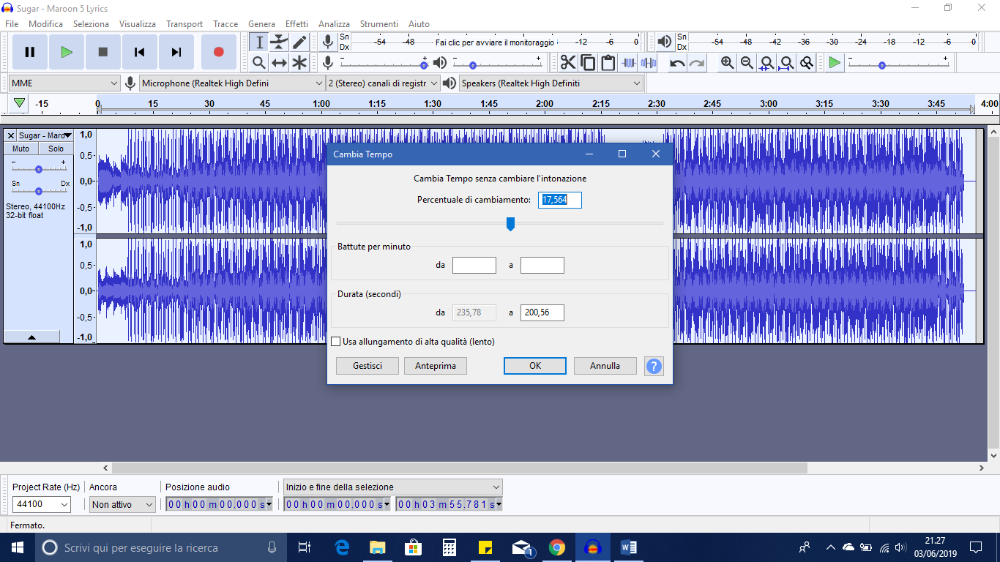 Sugar - Maroon 5 Lyrics
File Modifica Seleziona Visualizza Transport Tracce Genera Effetti Analizza Strumenti Aiuto
Sn Dx -54 -48 Fai clic per avviare il monitoraggio -12 -6 0
Sn Dx -54 -48 -42 -36 -30 -24 -18 -12 -6 0
MME Microphone (Realtek High Defini 2 (Stereo) canali di registr Speakers (Realtek High Definiti
-15 0 15 30 45 1:00 1:15 1:30 1:45 2:00 2:15 2:30 2:45 3:00 3:15 3:30 3:45 4:00
Sugar - Maro
Muto Solo
- +
Sn Dx
Stereo, 44100Hz
32-bit float
1,0
0,5
0,0
-0,5
-1,0
1,0
0,5
0,0
-0,5
-1,0
Cambia Tempo
Cambia Tempo senza cambiare l'intonazione
Percentuale di cambiamento: 17,564
Battute per minuto
da a
Durata (secondi)
da 235,78 a 200,56
Usa allungamento di alta qualità (lento)
Gestisci Anteprima OK Annulla ?
Project Rate (Hz) Ancora Posizione audio Inizio e fine della selezione
44100 Non attivo 00 h 00 m 00.000 s 00 h 00 m 00.000 s 00 h 03 m 55.781 s
Fermato.
Scrivi qui per eseguire la ricerca
1
21.27
03/06/2019